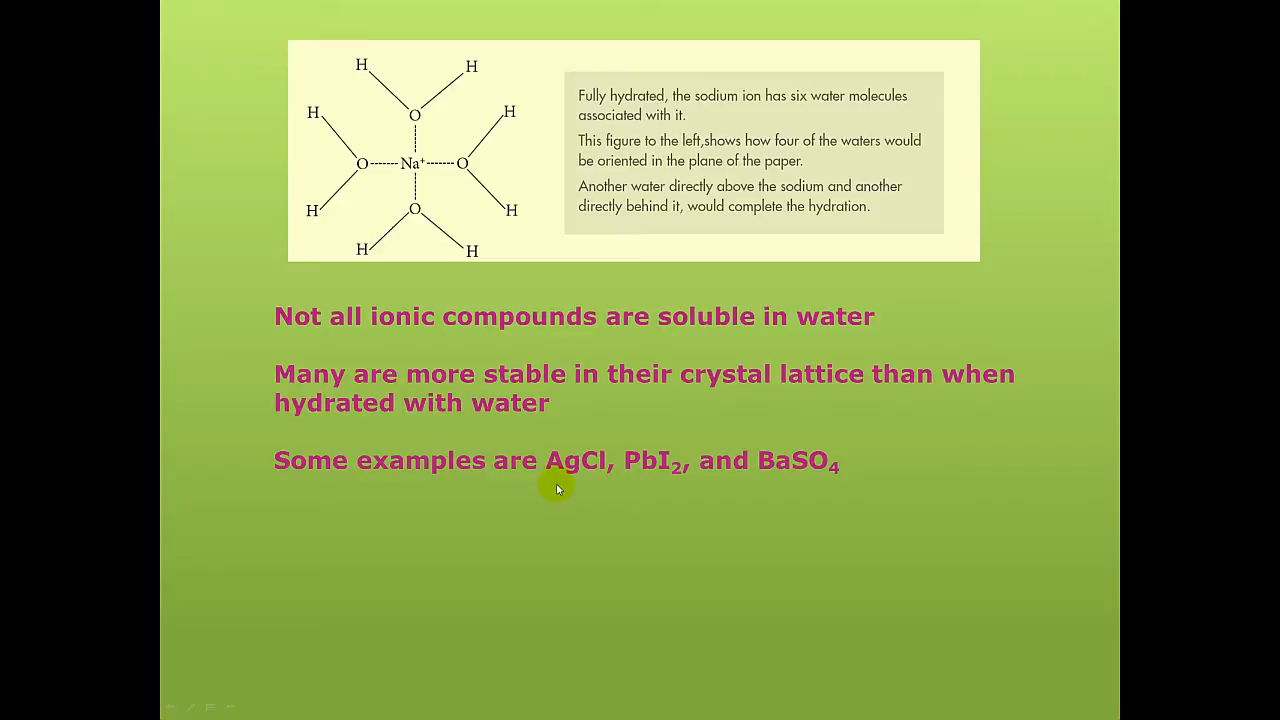 H H
H O H
O Na⁺ O
H O H
H H
Fully hydrated, the sodium ion has six water molecules
associated with it.
This figure to the left,shows how four of the waters would
be oriented in the plane of the paper.
Another water directly above the sodium and another
directly behind it, would complete the hydration.
Not all ionic compounds are soluble in water
Many are more stable in their crystal lattice than when
hydrated with water
Some examples are AgCl, PbI₂, and BaSO₄